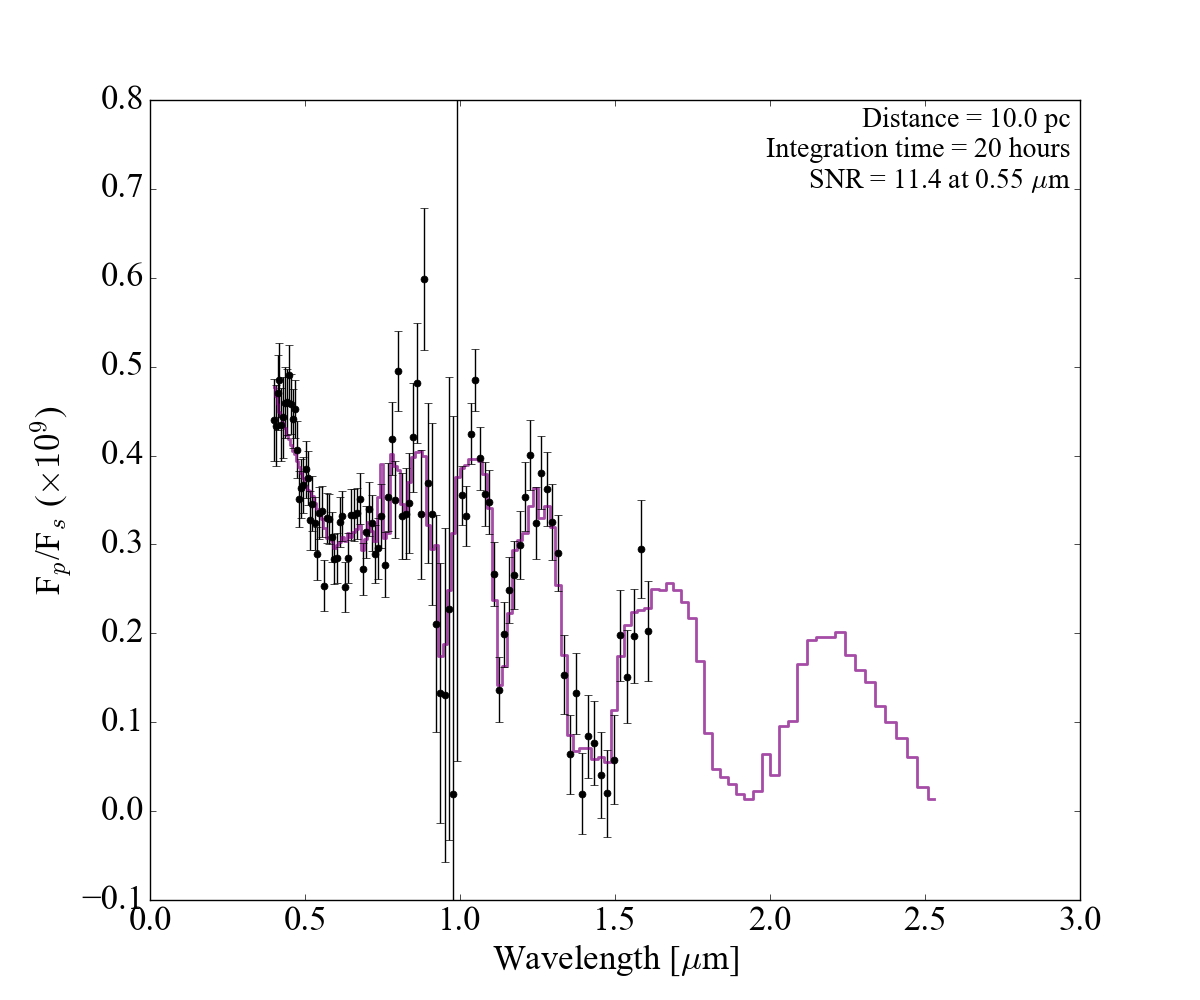 Distance = 10.0 pc
Integration time = 20 hours
SNR = 11.4 at 0.55 μm
0.8
0.7
0.6
0.5
0.4
0.3
0.2
0.1
0.0
−0.1
F_p/F_s (×10^9)
0.0 0.5 1.0 1.5 2.0 2.5 3.0
Wavelength [μm]